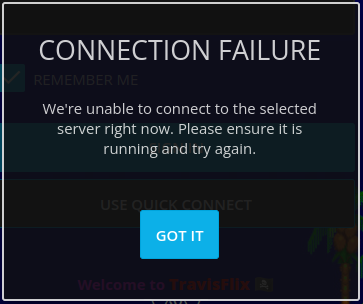 CONNECTION FAILURE
REMEMBER ME
We're unable to connect to the selected
server right now. Please ensure it is
running and try again.
USE QUICK CONNECT
GOT IT
Welcome to TravisFlix